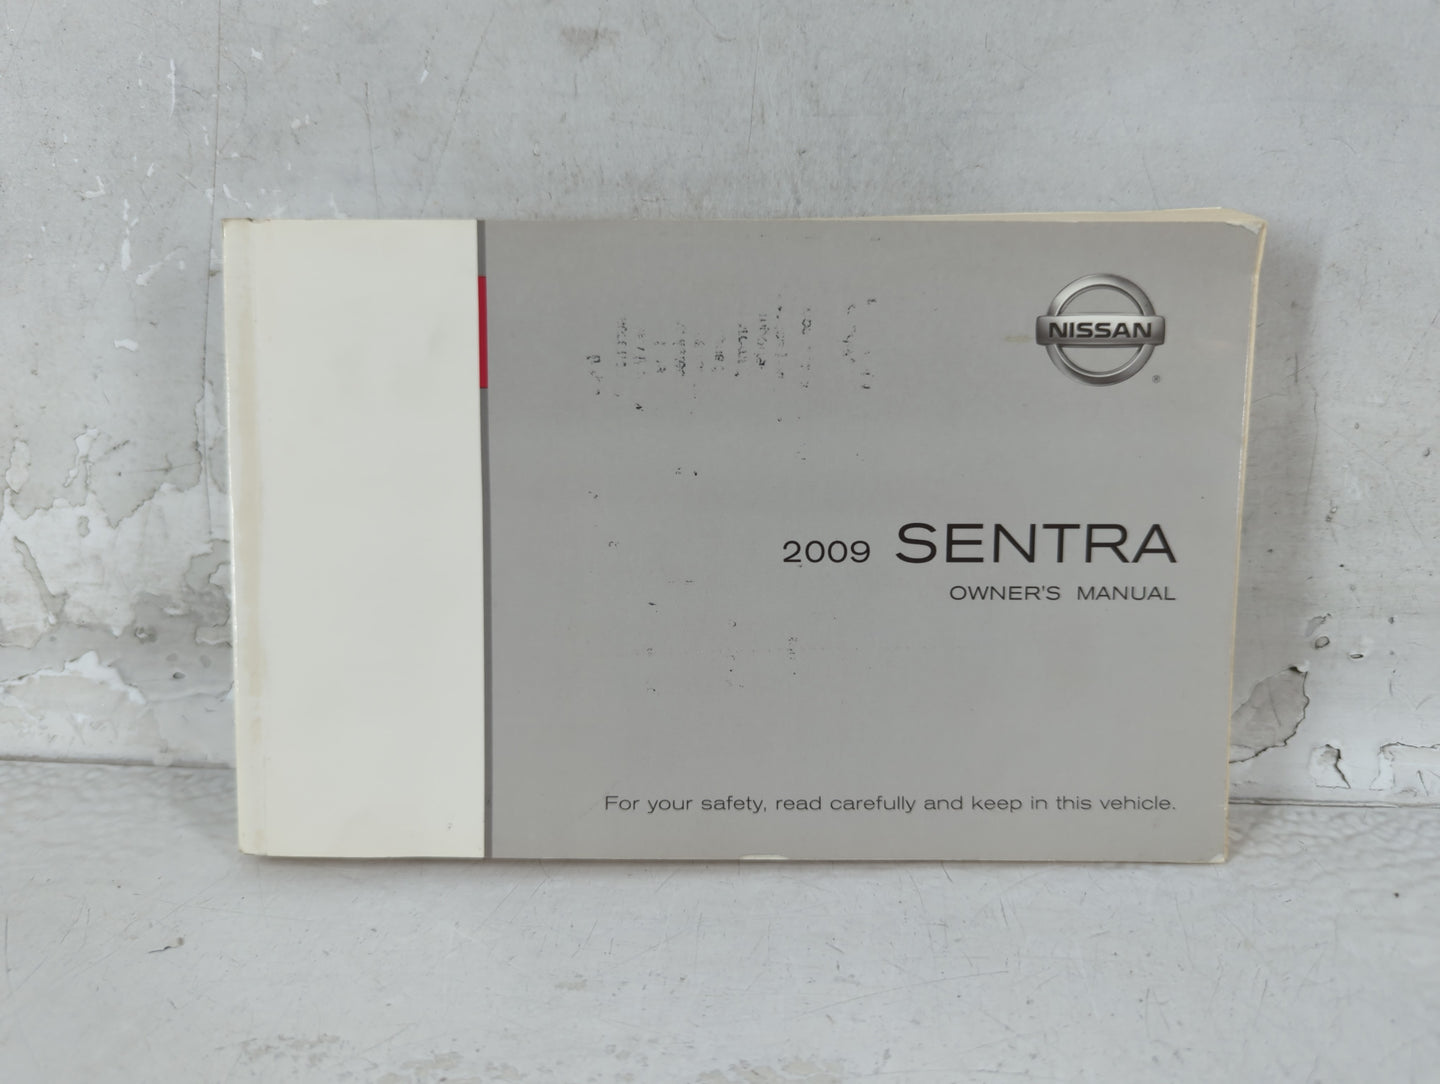 NISSAN
®
2009 SENTRA
OWNER'S MANUAL
For your safety, read carefully and keep in this vehicle.